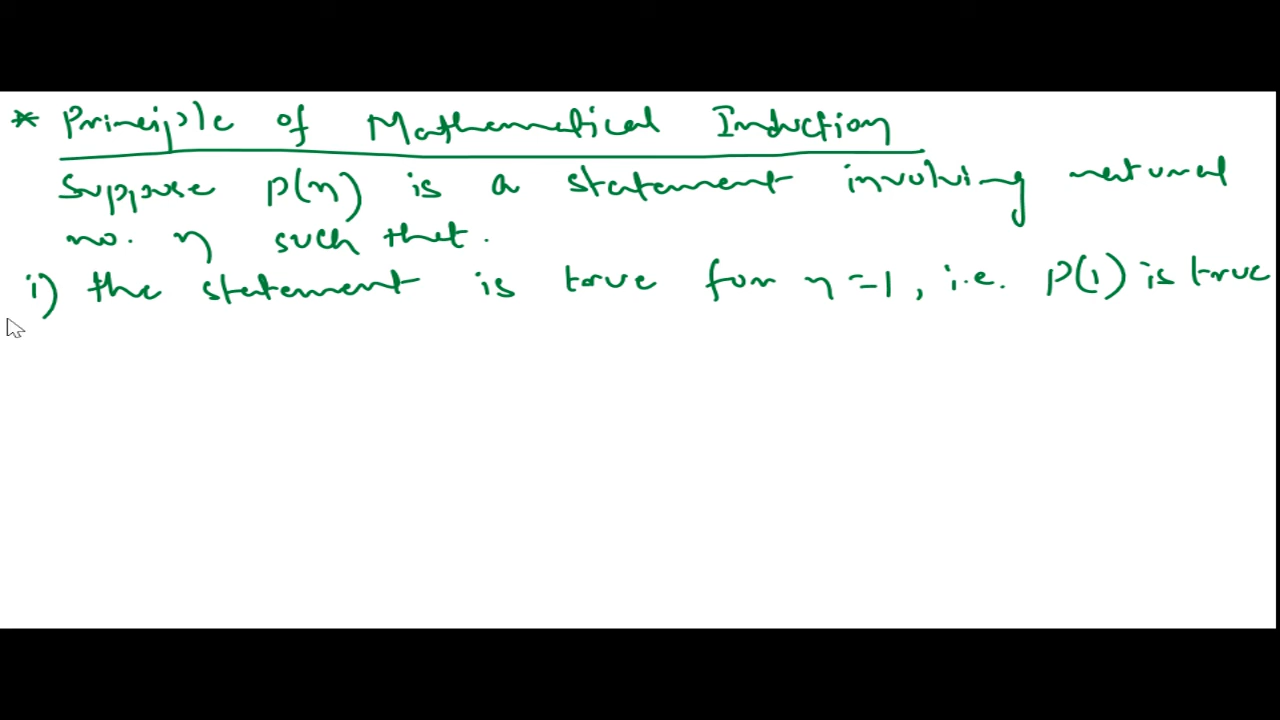 * Principle of Mathematical Induction
Suppose P(n) is a statement involving natural
no. n such that.
i) the statement is true for n=1, i.e. P(1) is true